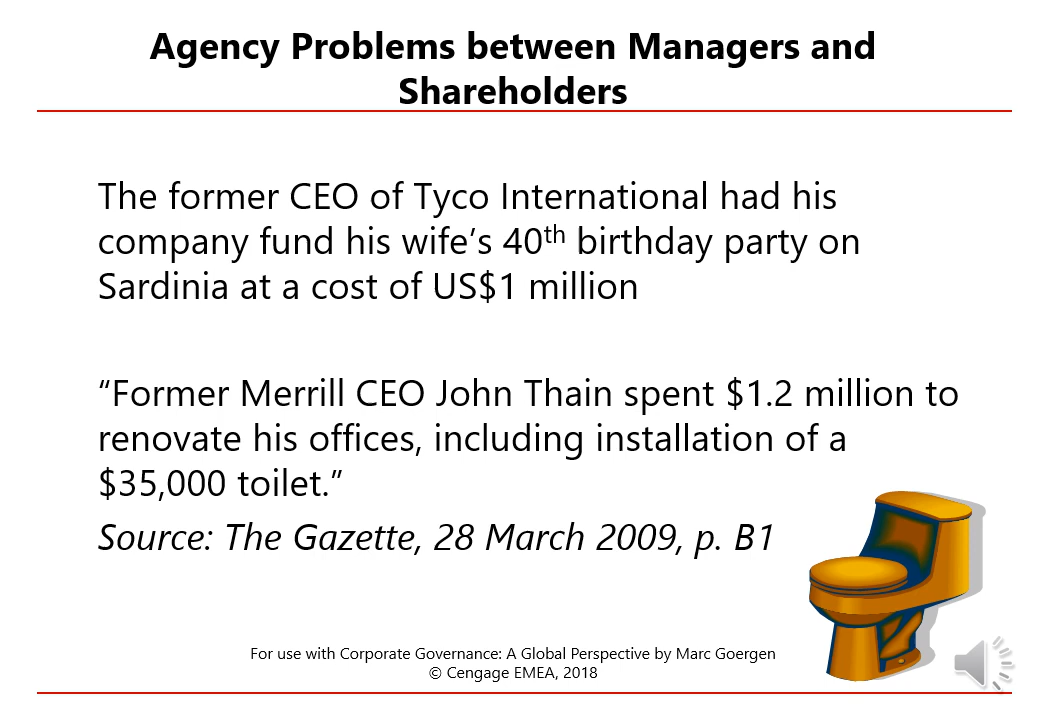 Agency Problems between Managers and
Shareholders
The former CEO of Tyco International had his
company fund his wife’s 40th birthday party on
Sardinia at a cost of US$1 million
“Former Merrill CEO John Thain spent $1.2 million to
renovate his offices, including installation of a
$35,000 toilet.”
Source: The Gazette, 28 March 2009, p. B1
For use with Corporate Governance: A Global Perspective by Marc Goergen
© Cengage EMEA, 2018